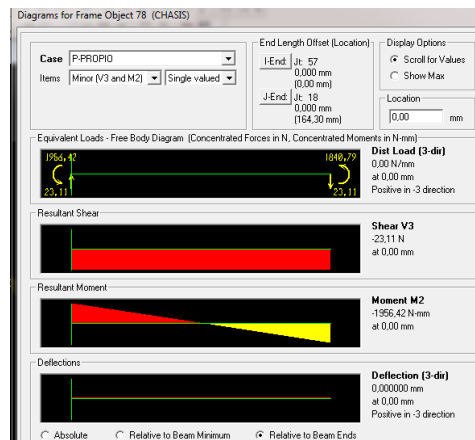 Diagrams for Frame Object 78 (CHASIS)
Case P-PROPIO
Items Minor (V3 and M2) Single valued
End Length Offset (Location)
I-End: Jt: 57
0,000 mm
(0,00 mm)
J-End: Jt: 18
0,000 mm
(164,30 mm)
Display Options
Scroll for Values
Show Max
Location
0,00 mm
Equivalent Loads - Free Body Diagram (Concentrated Forces in N, Concentrated Moments in N-mm)
1956,42 1840,79
23,11 23,11
Dist Load (3-dir)
0,00 N/mm
at 0,00 mm
Positive in -3 direction
Resultant Shear
Shear V3
-23,11 N
at 0,00 mm
Resultant Moment
Moment M2
-1956,42 N-mm
at 0,00 mm
Deflections
Deflection (3-dir)
0,000000 mm
at 0,00 mm
Positive in -3 direction
Absolute Relative to Beam Minimum Relative to Beam Ends